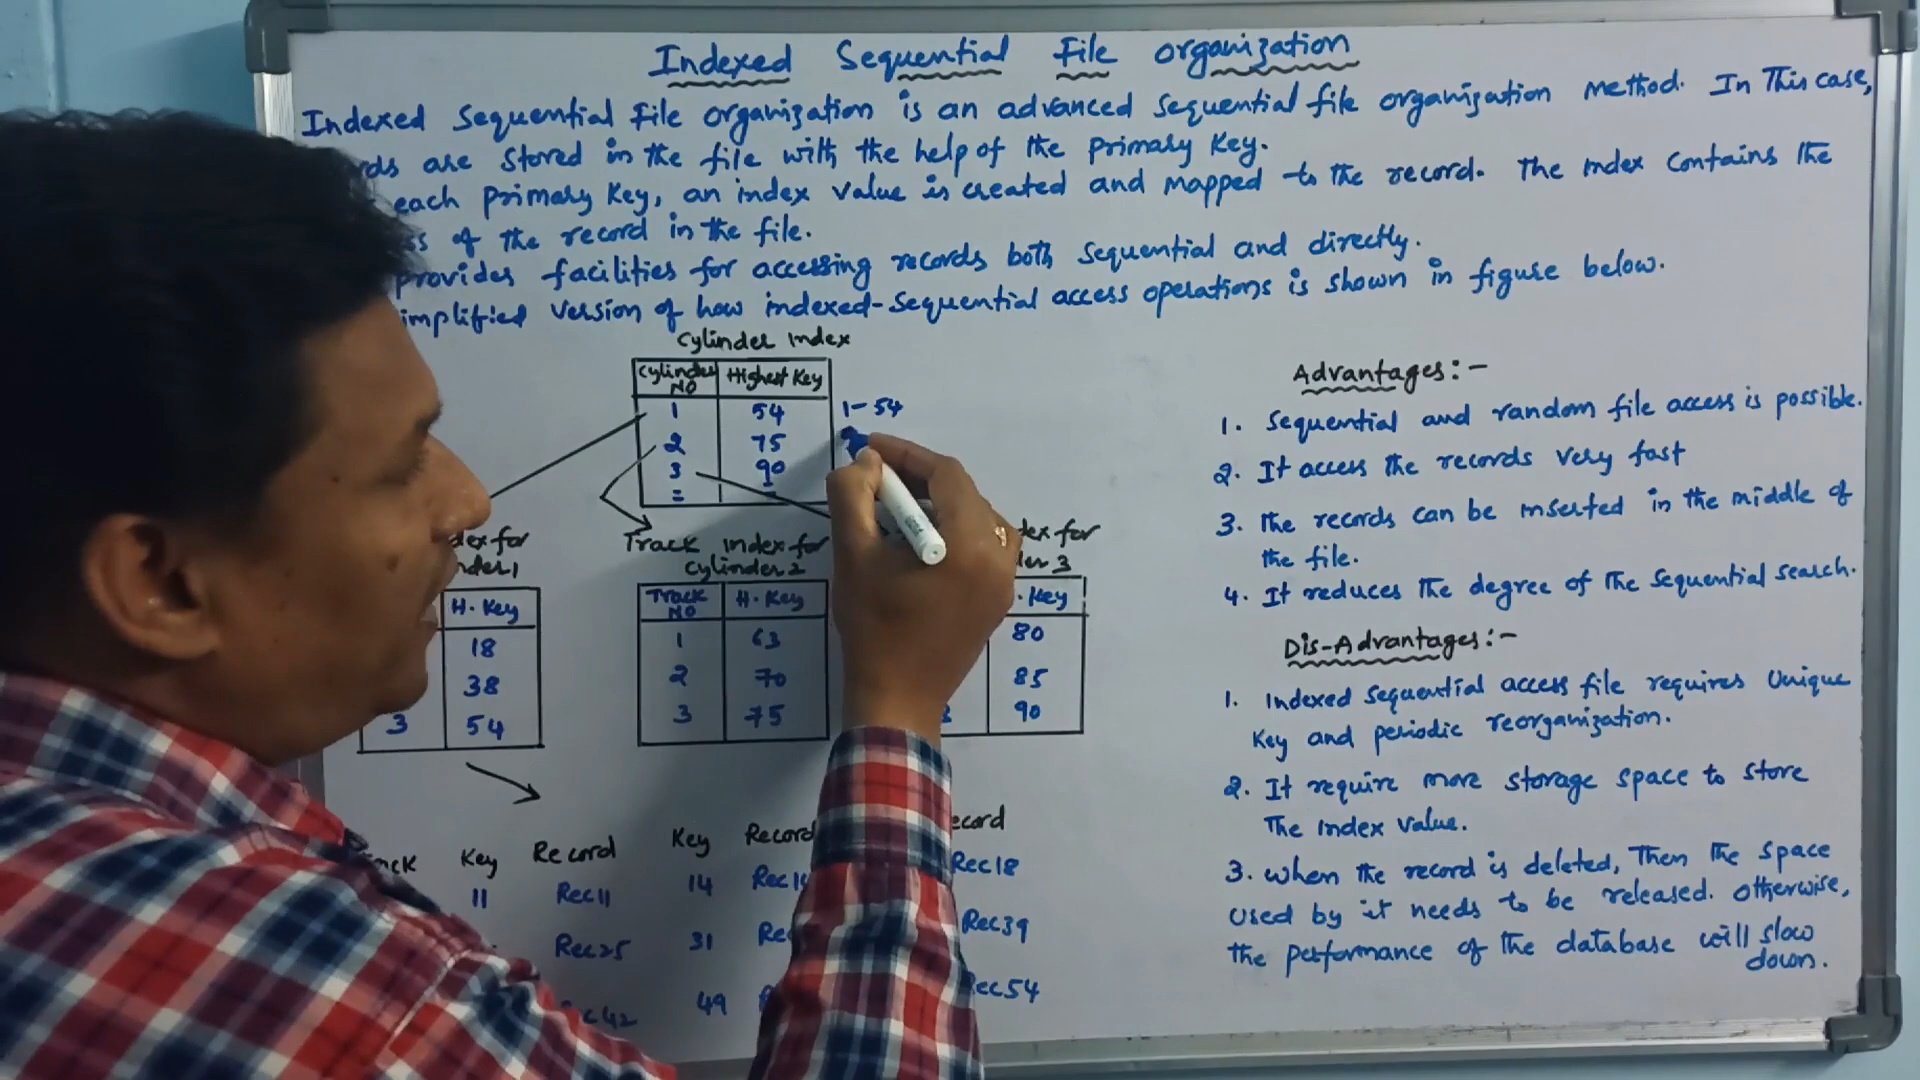 Indexed Sequential File organization
Indexed Sequential File organization is an advanced sequential file organization method. In This case,
are stored in the file with the help of the primary Key.
each primary Key, an index value is created and mapped to the record. The index contains the
of the record in the file.
provides facilities for accessing records both sequential and directly.
version of how indexed-sequential access operations is shown in figure below.
Cylinder Index
Cylinder NO Highest Key
1 54 1-54
2 75
3 90
= =
Track Index for
Cylinder 2
Track NO H. Key
1 63
2 70
3 75
H. Key
18
38
3 54
Key
80
85
90
Key Record Key Record
11 Rec11 14 Rec18
Rec25 31 Rec39
49 Rec54
Advantages:-
1. Sequential and random file access is possible.
2. It access the records very fast
3. The records can be inserted in the middle of
the file.
4. It reduces the degree of the sequential search.
Dis-Advantages:-
1. Indexed sequential access file requires Unique
Key and periodic reorganization.
2. It require more storage space to store
The Index value.
3. When the record is deleted, Then the space
used by it needs to be released. otherwise,
the performance of the database will slow
down.